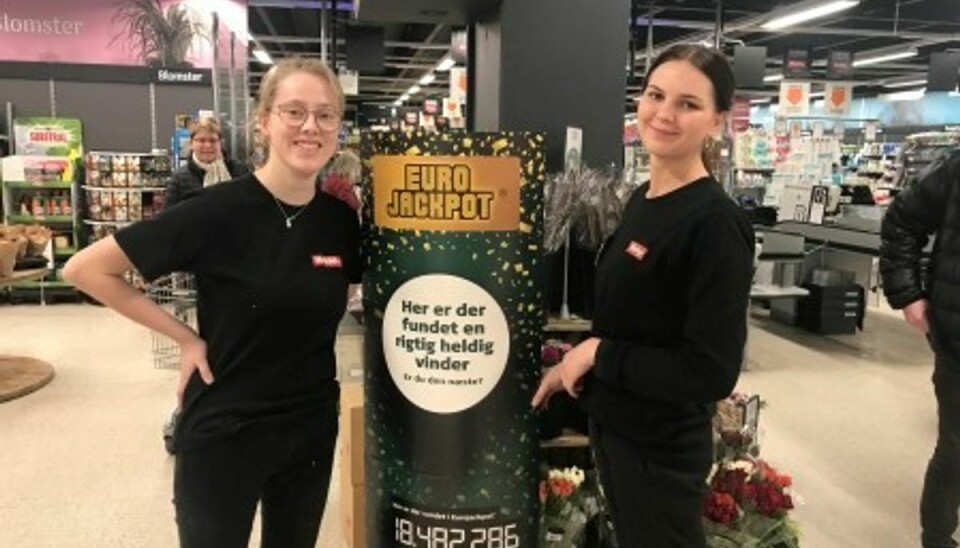 Blomster
Blomster
SUBSTRAL
EURO
JACKPOT
Her er der
fundet en
rigtig heldig
vinder
Er du den næste?
18.482.286